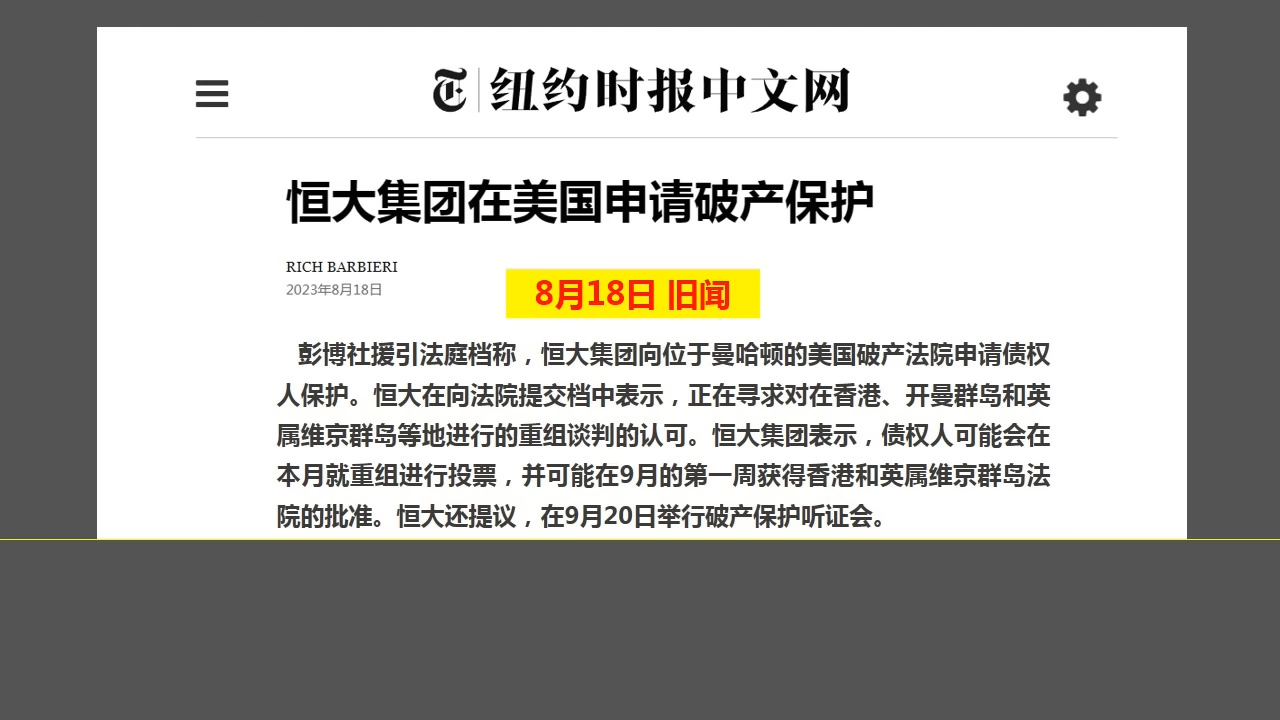 纽约时报中文网
恒大集团在美国申请破产保护
RICH BARBIERI
2023年8月18日
8月18日 旧闻
彭博社援引法庭档称，恒大集团向位于曼哈顿的美国破产法院申请债权
人保护。恒大在向法院提交档中表示，正在寻求对在香港、开曼群岛和英
属维京群岛等地进行的重组谈判的认可。恒大集团表示，债权人可能会在
本月就重组进行投票，并可能在9月的第一周获得香港和英属维京群岛法
院的批准。恒大还提议，在9月20日举行破产保护听证会。